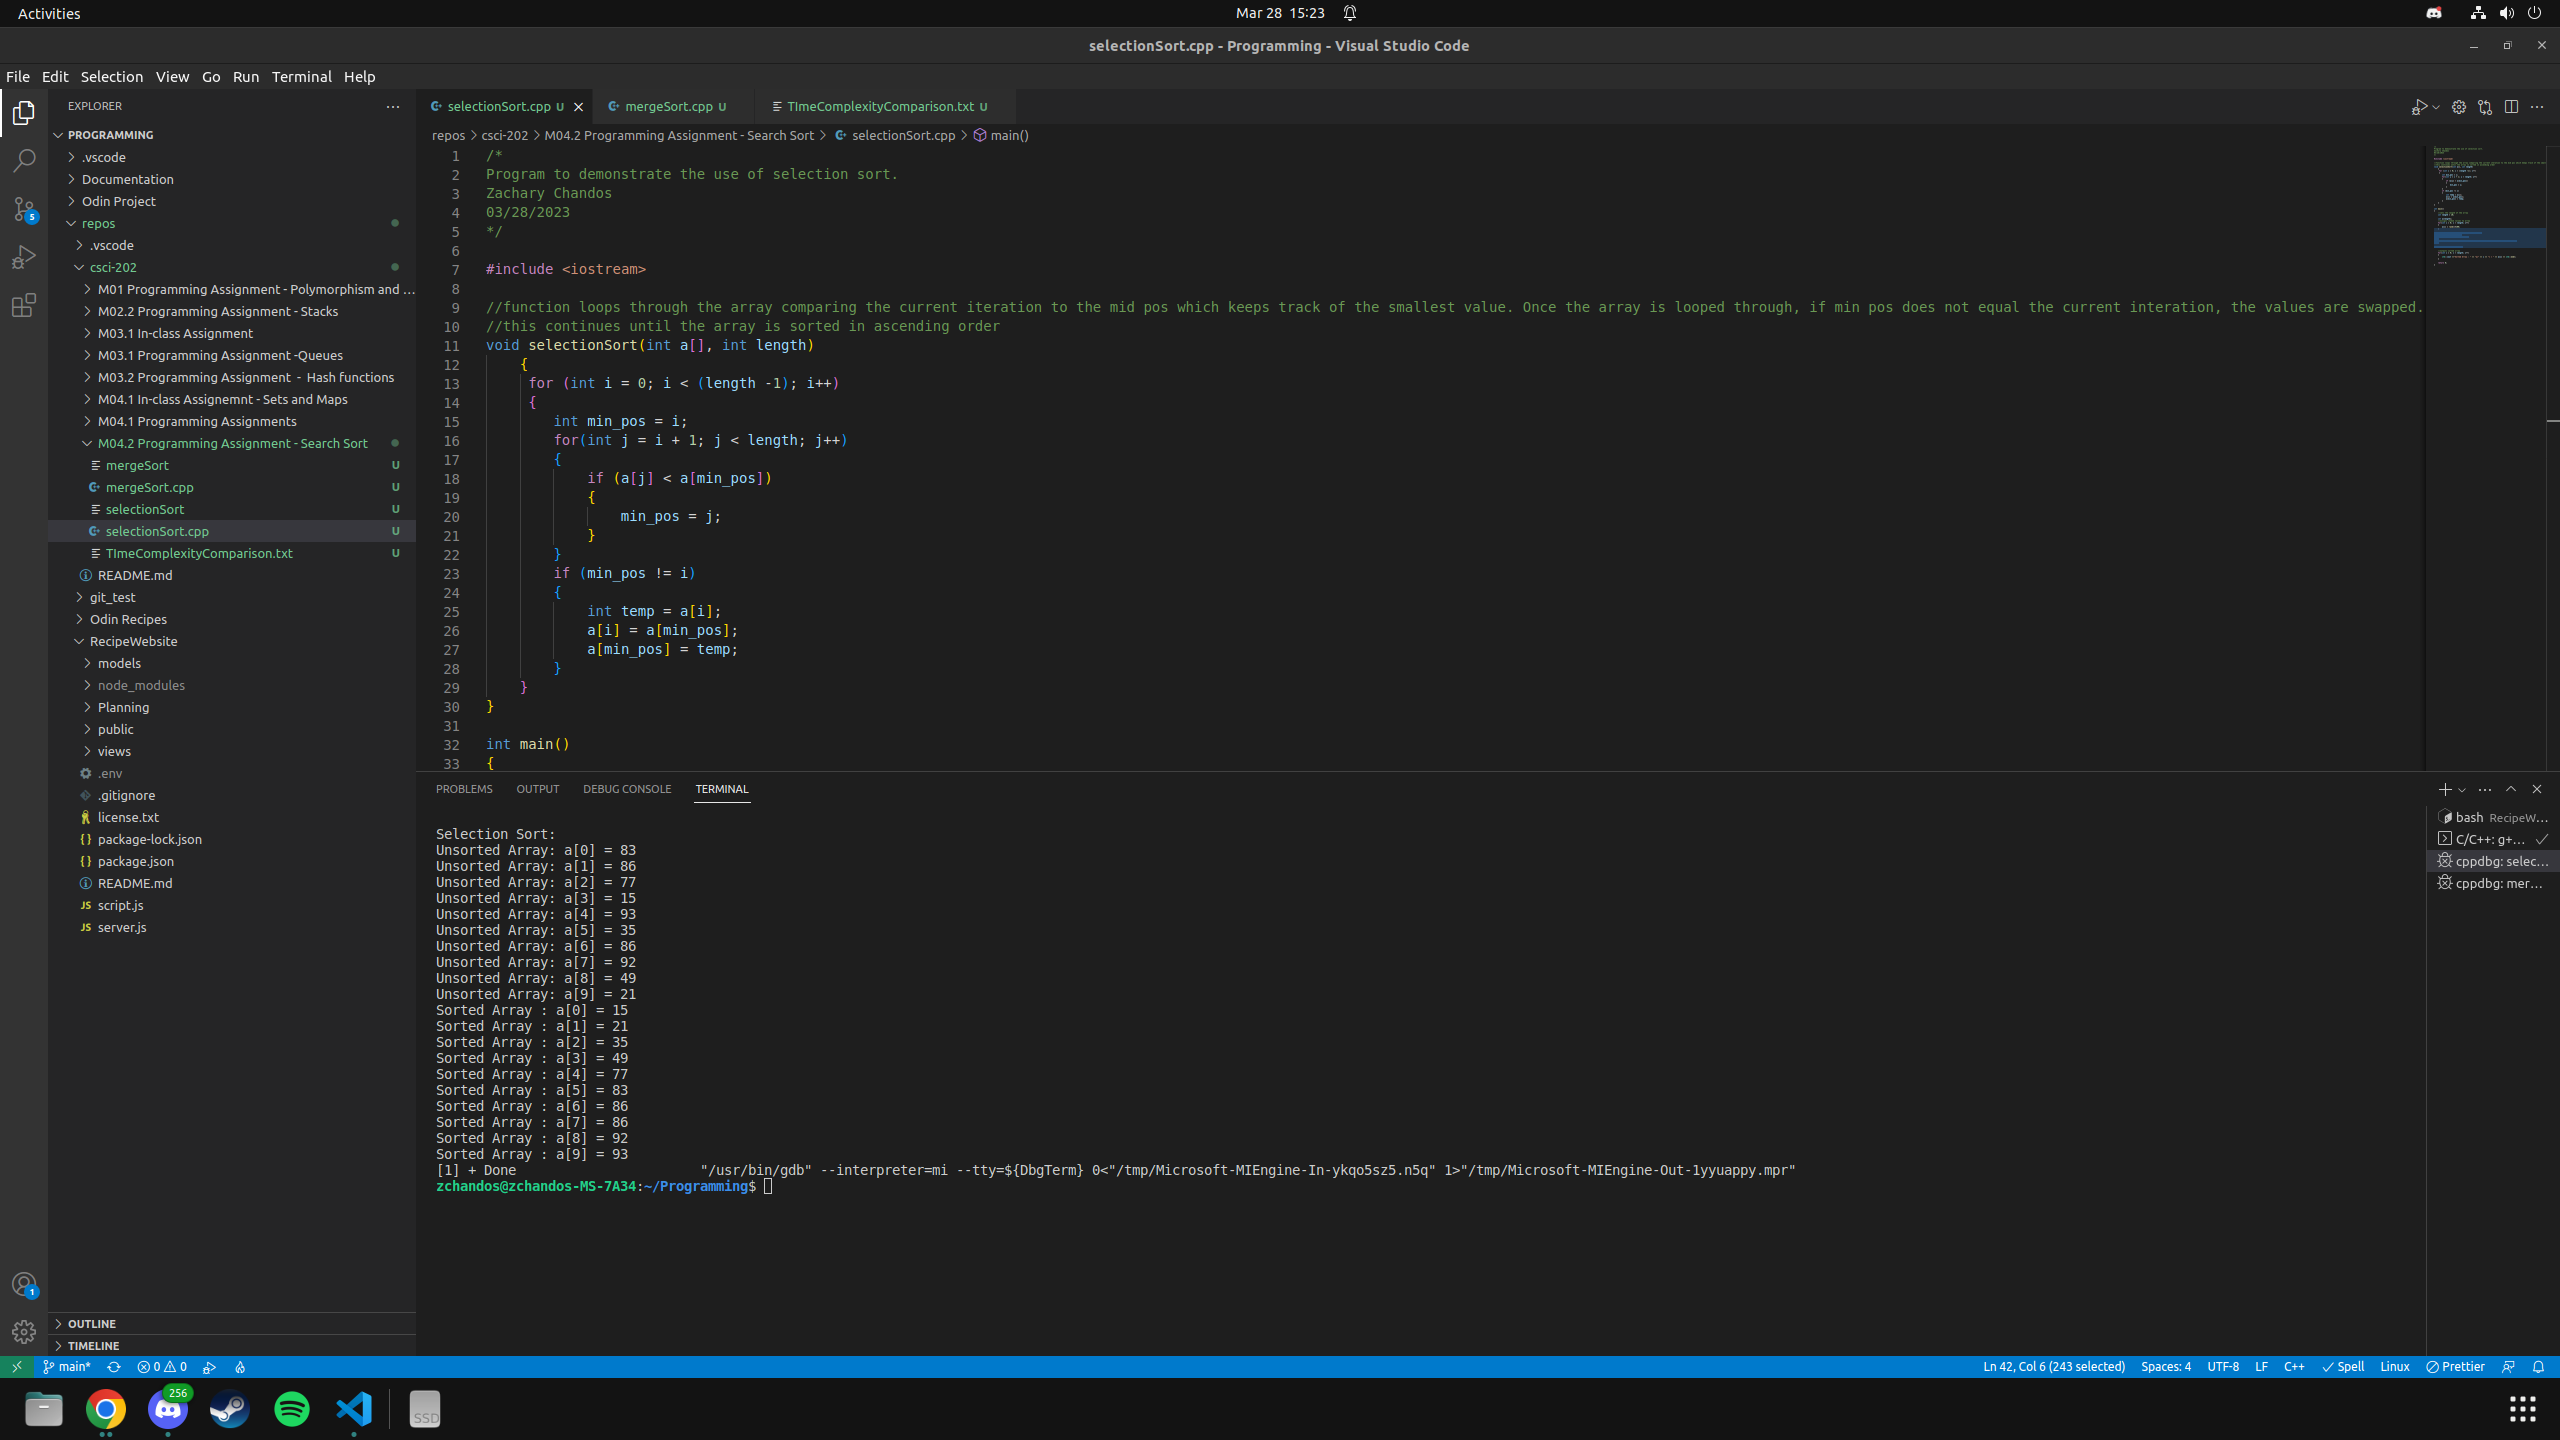 Activities
Mar 28 15:23
selectionSort.cpp - Programming - Visual Studio Code
File Edit Selection View Go Run Terminal Help
EXPLORER
PROGRAMMING
.vscode
Documentation
Odin Project
repos
.vscode
csci-202
M01 Programming Assignment - Polymorphism and ...
M02.2 Programming Assignment - Stacks
M03.1 In-class Assignment
M03.1 Programming Assignment -Queues
M03.2 Programming Assignment - Hash functions
M04.1 In-class Assignemnt - Sets and Maps
M04.1 Programming Assignments
M04.2 Programming Assignment - Search Sort
mergeSort U
mergeSort.cpp U
selectionSort U
selectionSort.cpp U
TImeComplexityComparison.txt U
README.md
git_test
Odin Recipes
RecipeWebsite
models
node_modules
Planning
public
views
.env
.gitignore
license.txt
package-lock.json
package.json
README.md
JS script.js
JS server.js
OUTLINE
TIMELINE
5
1
selectionSort.cpp U mergeSort.cpp U TImeComplexityComparison.txt U
repos > csci-202 > M04.2 Programming Assignment - Search Sort > selectionSort.cpp > main()
1 /*
2 Program to demonstrate the use of selection sort.
3 Zachary Chandos
4 03/28/2023
5 */
6
7 #include <iostream>
8
9 //function loops through the array comparing the current iteration to the mid pos which keeps track of the smallest value. Once the array is looped through, if min pos does not equal the current interation, the values are swapped.
10 //this continues until the array is sorted in ascending order
11 void selectionSort(int a[], int length)
12 {
13 for (int i = 0; i < (length -1); i++)
14 {
15 int min_pos = i;
16 for(int j = i + 1; j < length; j++)
17 {
18 if (a[j] < a[min_pos])
19 {
20 min_pos = j;
21 }
22 }
23 if (min_pos != i)
24 {
25 int temp = a[i];
26 a[i] = a[min_pos];
27 a[min_pos] = temp;
28 }
29 }
30 }
31
32 int main()
33 {
PROBLEMS OUTPUT DEBUG CONSOLE TERMINAL
Selection Sort:
Unsorted Array: a[0] = 83
Unsorted Array: a[1] = 86
Unsorted Array: a[2] = 77
Unsorted Array: a[3] = 15
Unsorted Array: a[4] = 93
Unsorted Array: a[5] = 35
Unsorted Array: a[6] = 86
Unsorted Array: a[7] = 92
Unsorted Array: a[8] = 49
Unsorted Array: a[9] = 21
Sorted Array : a[0] = 15
Sorted Array : a[1] = 21
Sorted Array : a[2] = 35
Sorted Array : a[3] = 49
Sorted Array : a[4] = 77
Sorted Array : a[5] = 83
Sorted Array : a[6] = 86
Sorted Array : a[7] = 86
Sorted Array : a[8] = 92
Sorted Array : a[9] = 93
[1] + Done "/usr/bin/gdb" --interpreter=mi --tty=${DbgTerm} 0<"/tmp/Microsoft-MIEngine-In-ykqo5sz5.n5q" 1>"/tmp/Microsoft-MIEngine-Out-1yyuappy.mpr"
zchandos@zchandos-MS-7A34:~/Programming$
bash RecipeW...
C/C++: g+...
cppdbg: selec...
cppdbg: mer...
main* 0 0 Ln 42, Col 6 (243 selected) Spaces: 4 UTF-8 LF C++ Spell Linux Prettier
256
SSD